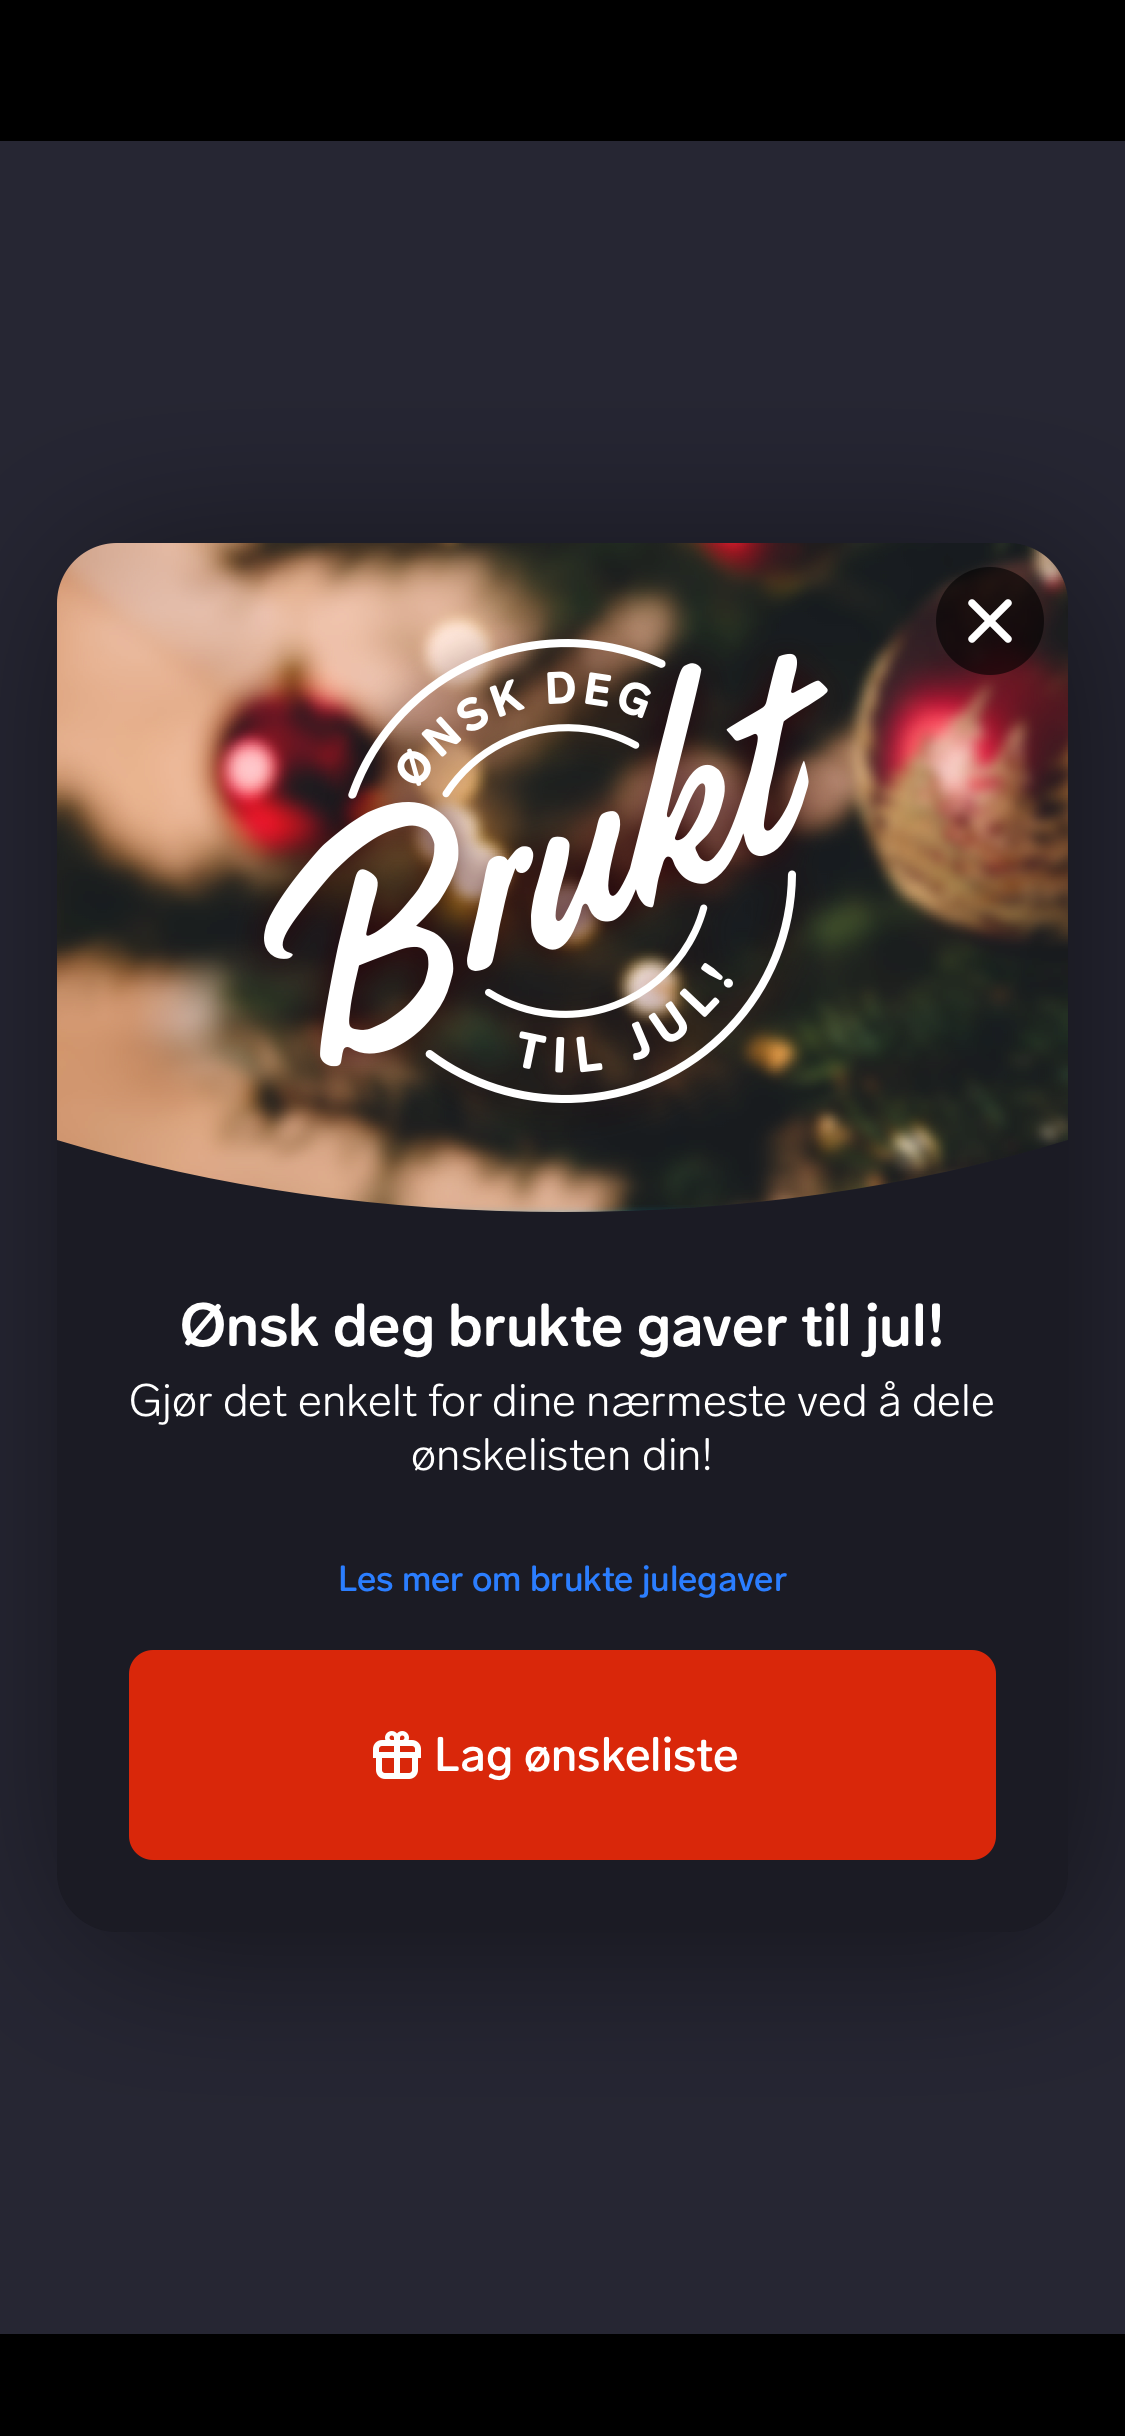 ØNSK DEG
Brukt
TIL JUL!
Ønsk deg brukte gaver til jul!
Gjør det enkelt for dine nærmeste ved å dele
ønskelisten din!
Les mer om brukte julegaver
Lag ønskeliste